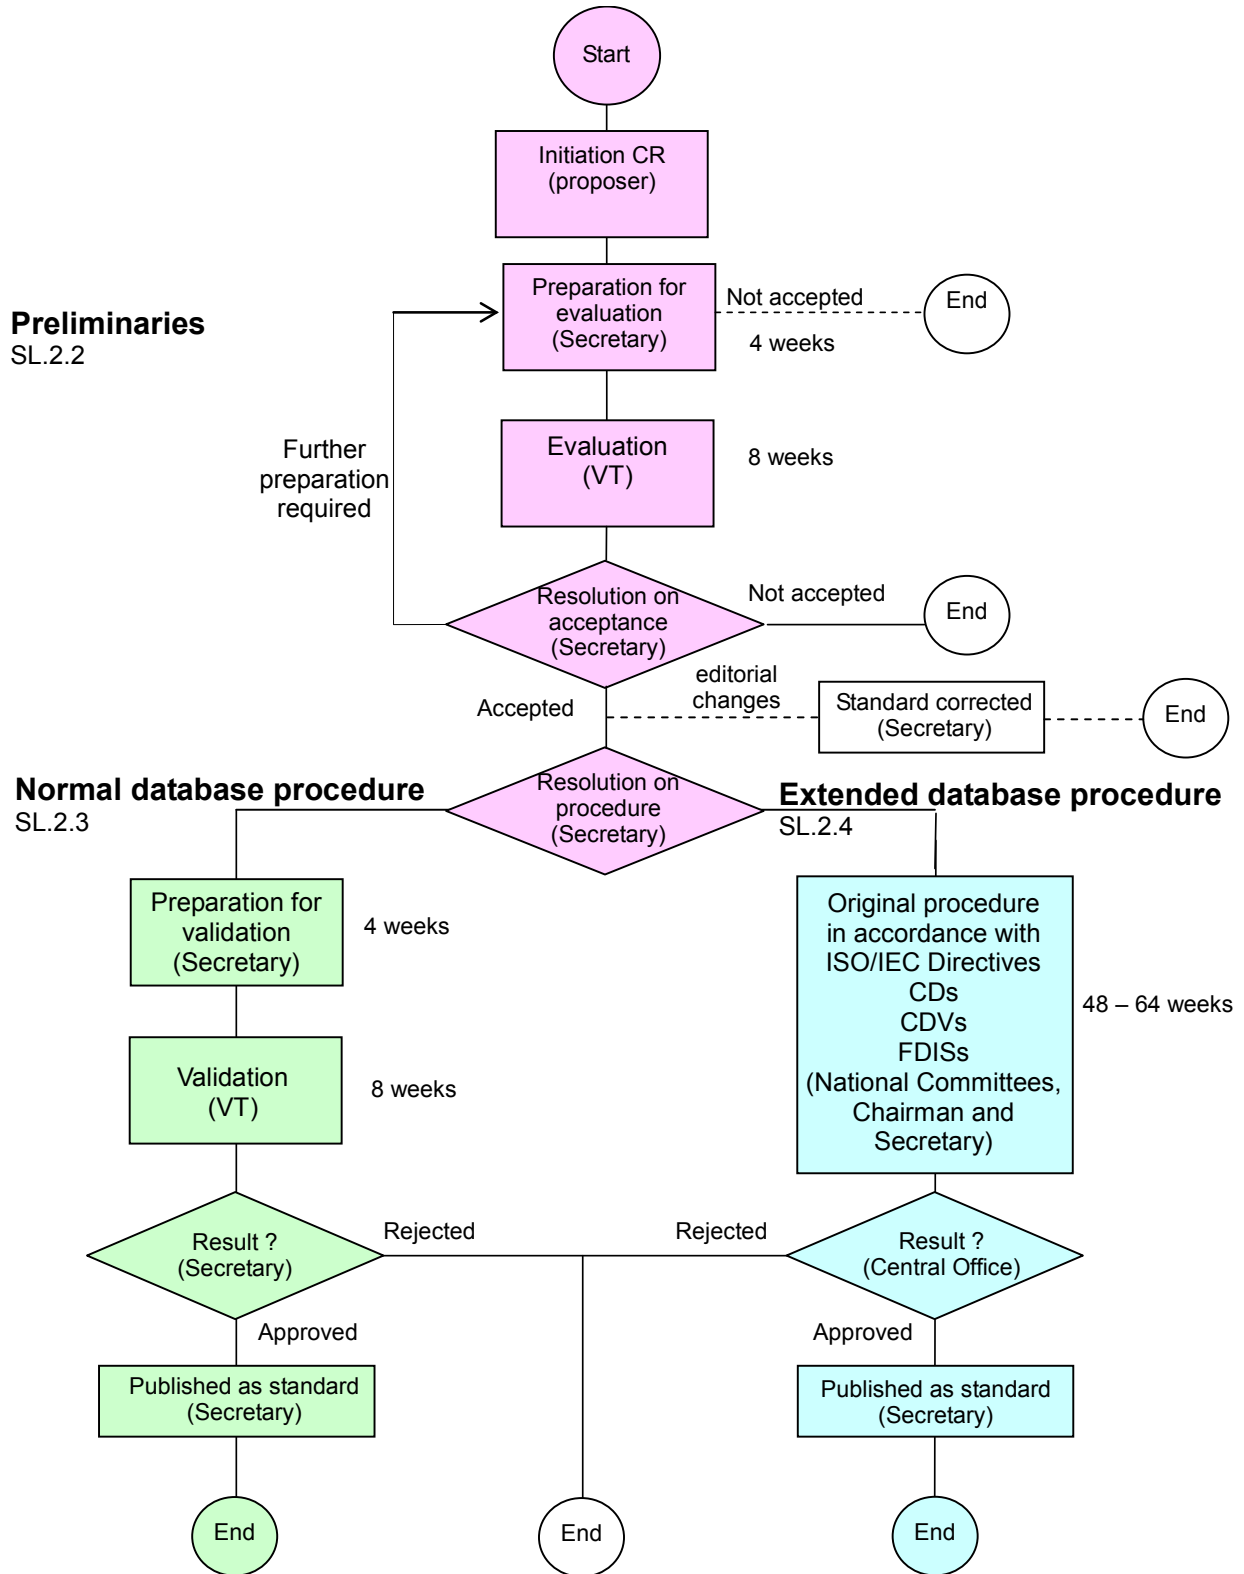 Start
Initiation CR
(proposer)
Preparation for
evaluation
(Secretary)
Not accepted
4 weeks
End
Preliminaries
SL.2.2
Further
preparation
required
Evaluation
(VT)
8 weeks
Resolution on
acceptance
(Secretary)
Not accepted
End
Accepted
editorial
changes
Standard corrected
(Secretary)
End
Resolution on
procedure
(Secretary)
Normal database procedure
SL.2.3
Extended database procedure
SL.2.4
Preparation for
validation
(Secretary)
4 weeks
Validation
(VT)
8 weeks
Original procedure
in accordance with
ISO/IEC Directives
CDs
CDVs
FDISs
(National Committees,
Chairman and
Secretary)
48 – 64 weeks
Result ?
(Secretary)
Rejected
Rejected
Result ?
(Central Office)
Approved
Approved
Published as standard
(Secretary)
Published as standard
(Secretary)
End
End
End